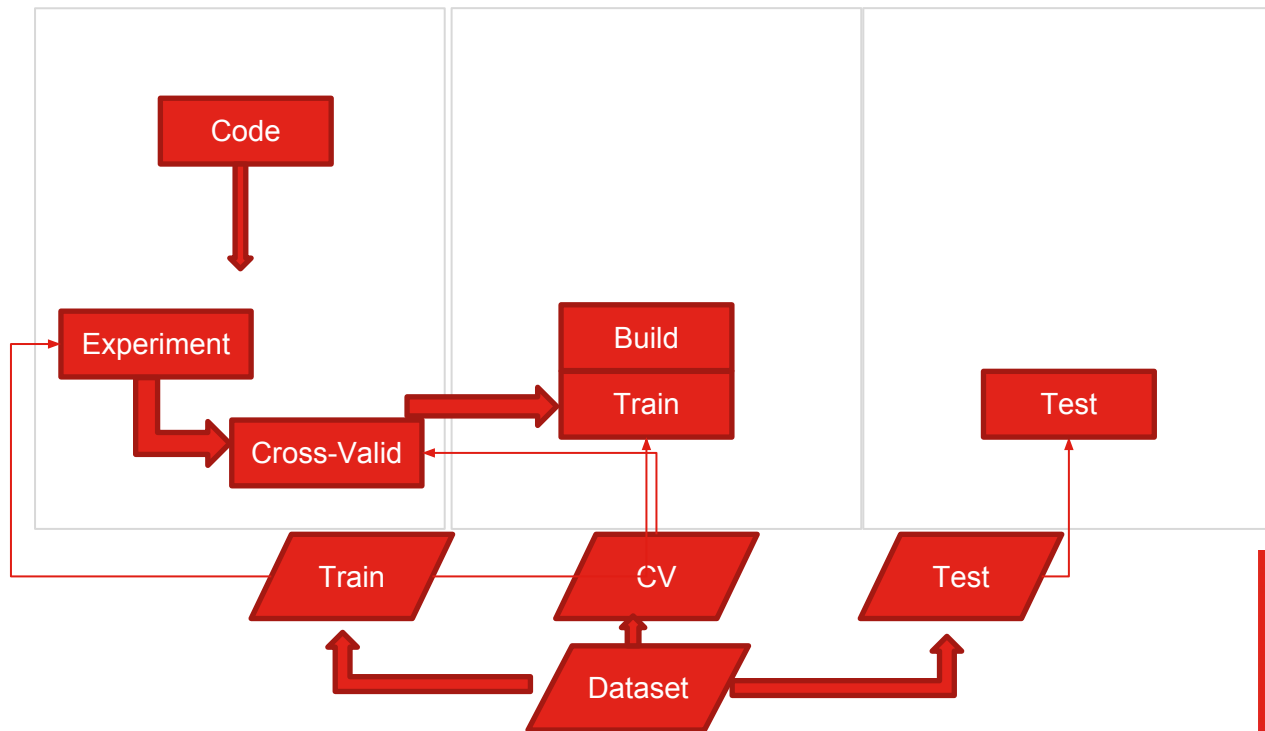 Code
Experiment
Build
Train
Test
Cross-Valid
Train
CV
Test
Dataset